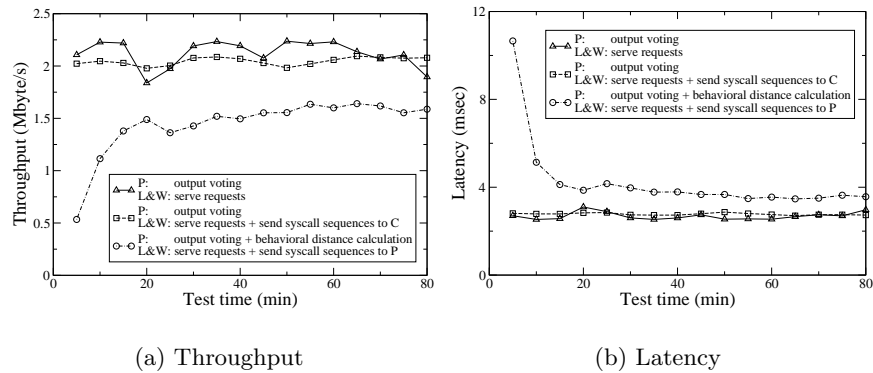 2.5
2
1.5
1
0.5
0
Throughput (Mbyte/s)
P: output voting
L&W: serve requests
P: output voting
L&W: serve requests + send syscall sequences to C
P: output voting + behavioral distance calculation
L&W: serve requests + send syscall sequences to P
0 20 40 60 80
Test time (min)
(a) Throughput
12
9
6
3
0
Latency (msec)
P: output voting
L&W: serve requests
P: output voting
L&W: serve requests + send syscall sequences to C
P: output voting + behavioral distance calculation
L&W: serve requests + send syscall sequences to P
0 20 40 60 80
Test time (min)
(b) Latency